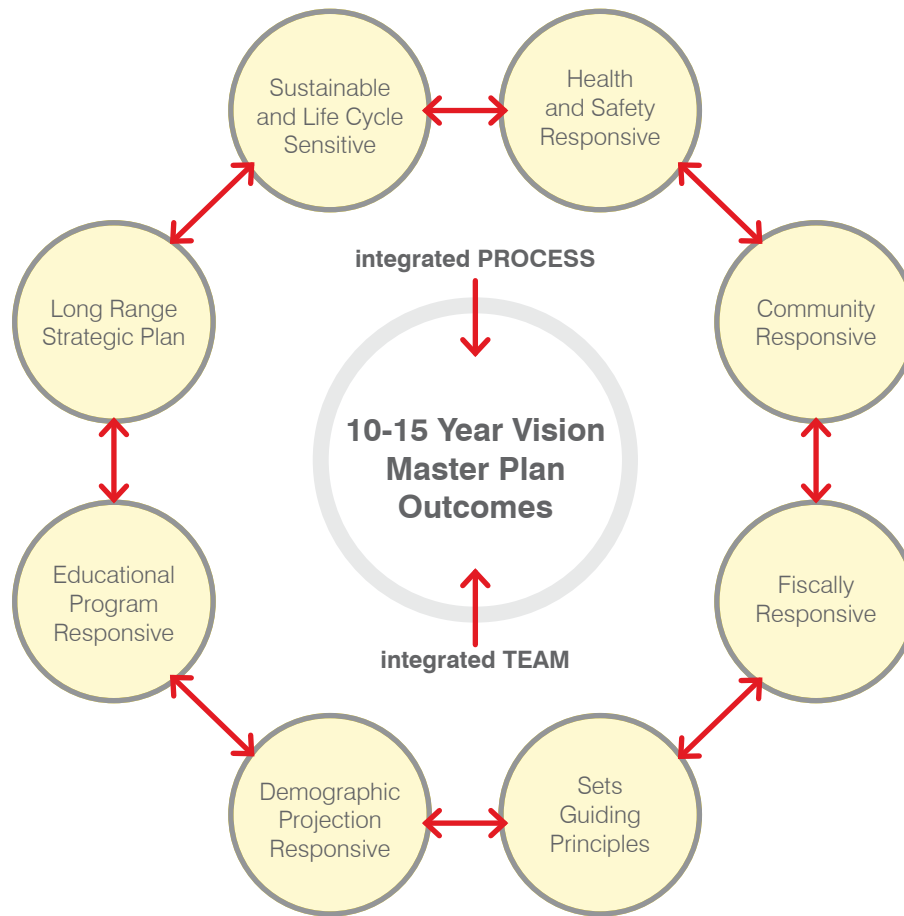 Sustainable
and Life Cycle
Sensitive
Health
and Safety
Responsive
integrated PROCESS
Long Range
Strategic Plan
Community
Responsive
10-15 Year Vision
Master Plan
Outcomes
Educational
Program
Responsive
Fiscally
Responsive
integrated TEAM
Demographic
Projection
Responsive
Sets
Guiding
Principles